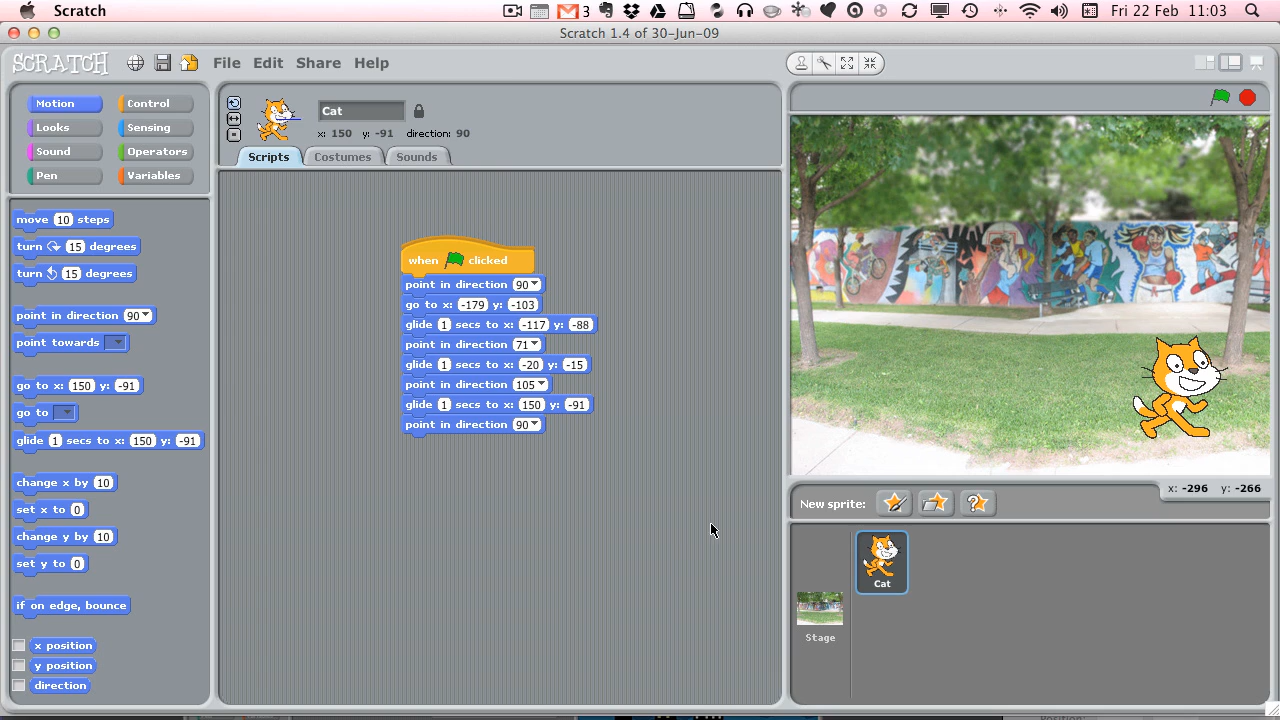 Scratch
3
Fri 22 Feb 11:03
Scratch 1.4 of 30-Jun-09
SCRATCH
File Edit Share Help
Motion Control
Looks Sensing
Sound Operators
Pen Variables
move 10 steps
turn 15 degrees
turn 15 degrees
point in direction 90
point towards
go to x: 150 y: -91
go to
glide 1 secs to x: 150 y: -91
change x by 10
set x to 0
change y by 10
set y to 0
if on edge, bounce
x position
y position
direction
Cat
x: 150 y: -91 direction: 90
Scripts Costumes Sounds
when clicked
point in direction 90
go to x: -179 y: -103
glide 1 secs to x: -117 y: -88
point in direction 71
glide 1 secs to x: -20 y: -15
point in direction 105
glide 1 secs to x: 150 y: -91
point in direction 90
x: -296 y: -266
New sprite:
Cat
Stage